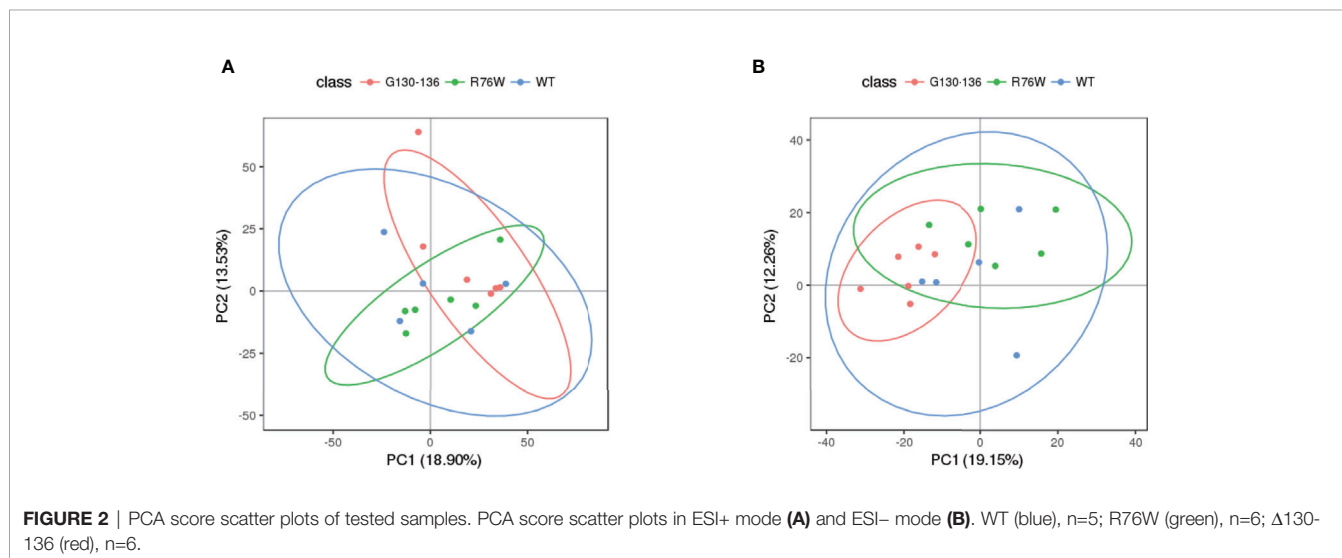 A
class G130-136 R76W WT
50
25
0
-25
-50
PC2 (13.53%)
-50 0 50
PC1 (18.90%)
B
class G130-136 R76W WT
40
20
0
-20
PC2 (12.26%)
-40 -20 0 20 40
PC1 (19.15%)
FIGURE 2 | PCA score scatter plots of tested samples. PCA score scatter plots in ESI+ mode (A) and ESI– mode (B). WT (blue), n=5; R76W (green), n=6; Δ130-
136 (red), n=6.